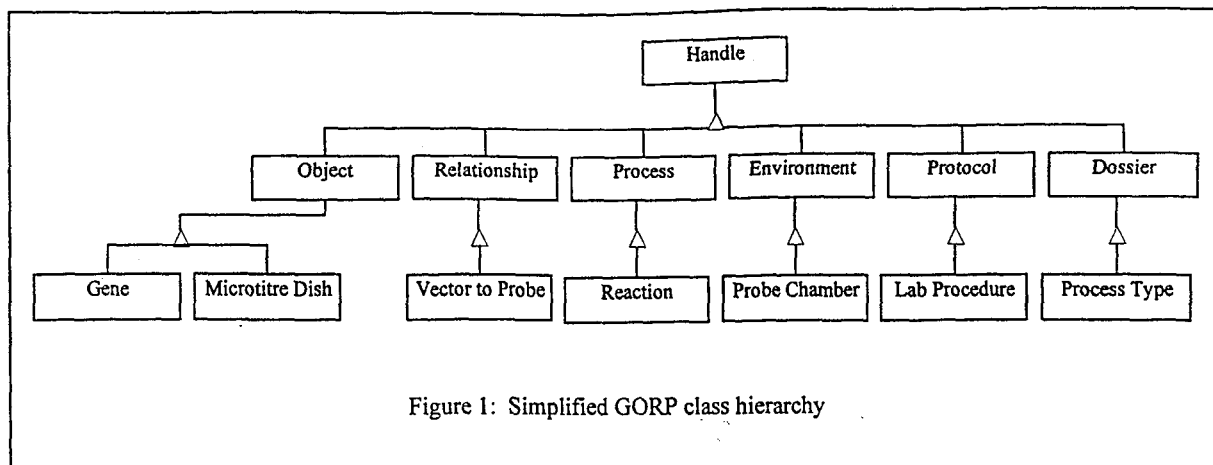 Handle
Object Relationship Process Environment Protocol Dossier
Gene Microtitre Dish Vector to Probe Reaction Probe Chamber Lab Procedure Process Type
Figure 1: Simplified GORP class hierarchy